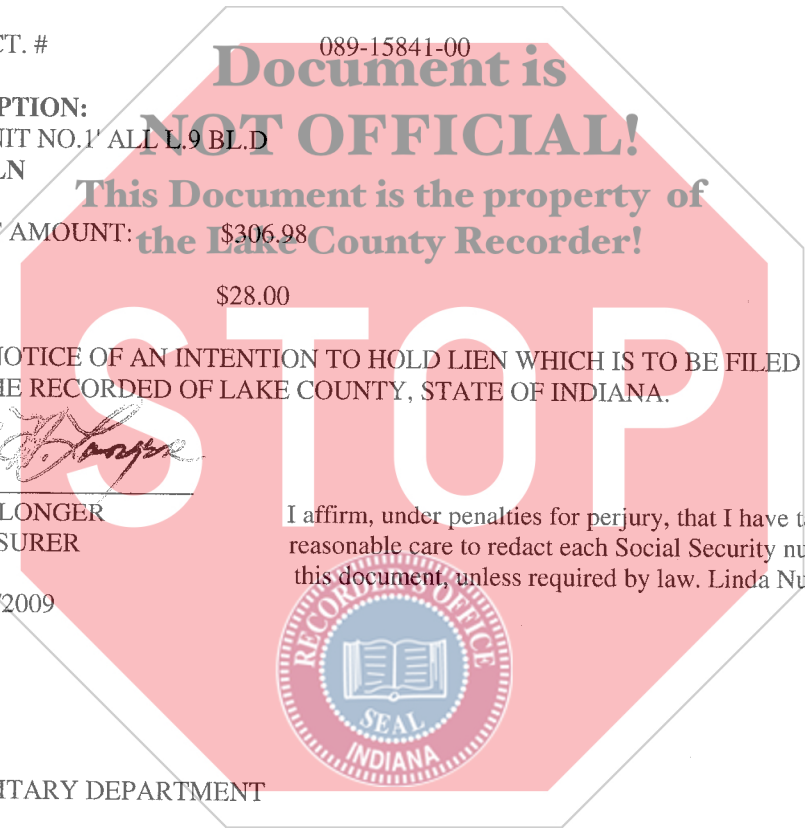 CT. # 089-15841-00
Document is
PTION:
NIT NO.1' ALL L.9 BL.D
NOT OFFICIAL!
LN
This Document is the property of
AMOUNT: $306.98
the Lake County Recorder!
$28.00
STOP
NOTICE OF AN INTENTION TO HOLD LIEN WHICH IS TO BE FILED
HE RECORDED OF LAKE COUNTY, STATE OF INDIANA.
LONGER
SURER
I affirm, under penalties for perjury, that I have t
reasonable care to redact each Social Security nu
this document, unless required by law. Linda Nu
/2009
RECORDER'S OFFICE
SEAL
INDIANA
ITARY DEPARTMENT